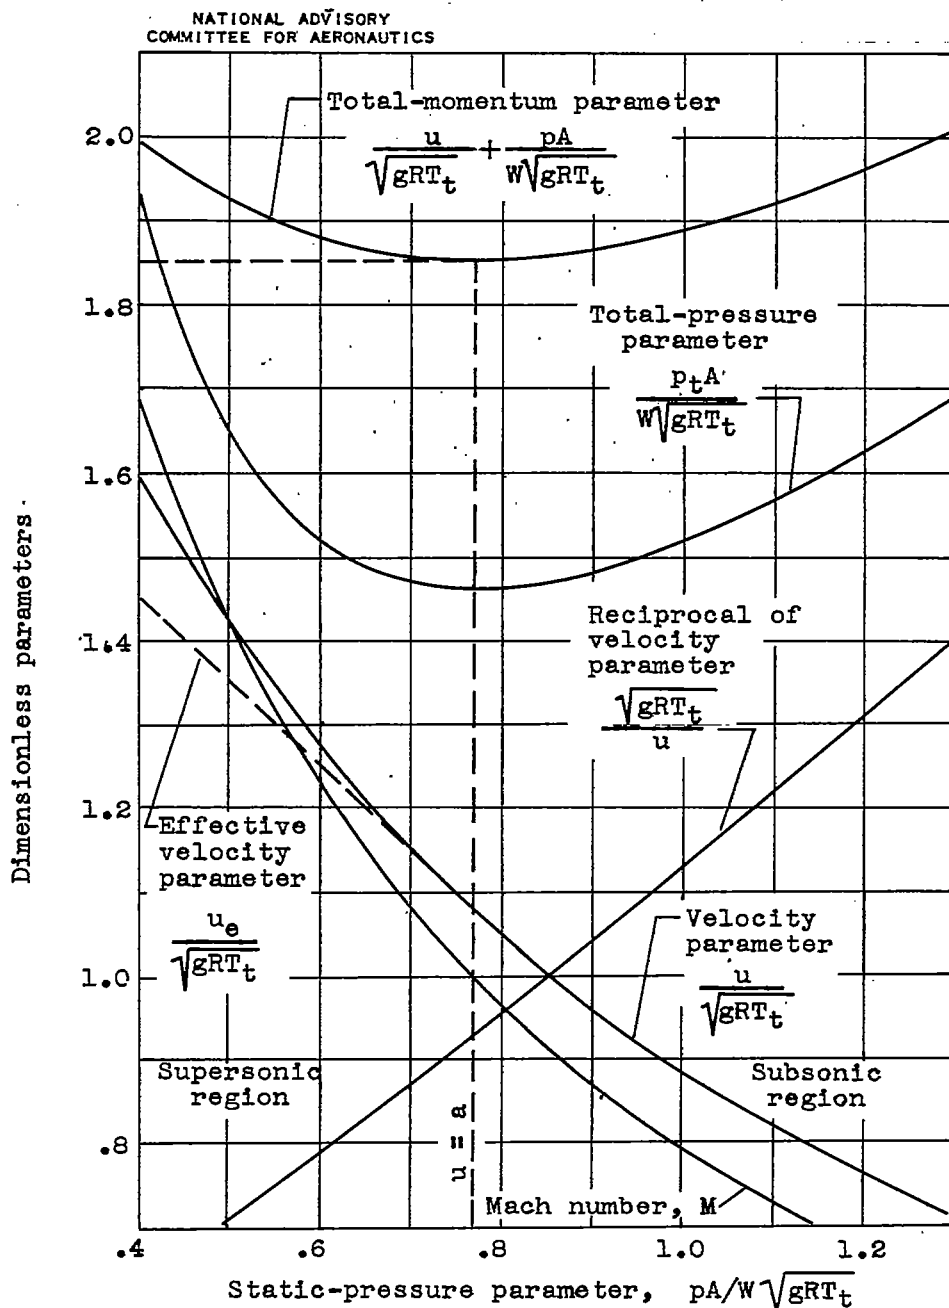 NATIONAL ADVISORY
COMMITTEE FOR AERONAUTICS
Total-momentum parameter
u/√gRTt + pA/W√gRTt
2.0
1.8
1.6
1.4
1.2
1.0
.8
Total-pressure
parameter
ptA/W√gRTt
Reciprocal of
velocity
parameter
√gRTt/u
Effective
velocity
parameter
ue/√gRTt
Velocity
parameter
u/√gRTt
Supersonic
region
Subsonic
region
u = a
Mach number, M
Dimensionless parameters
.4
.6
.8
1.0
1.2
Static-pressure parameter, pA/W√gRTt